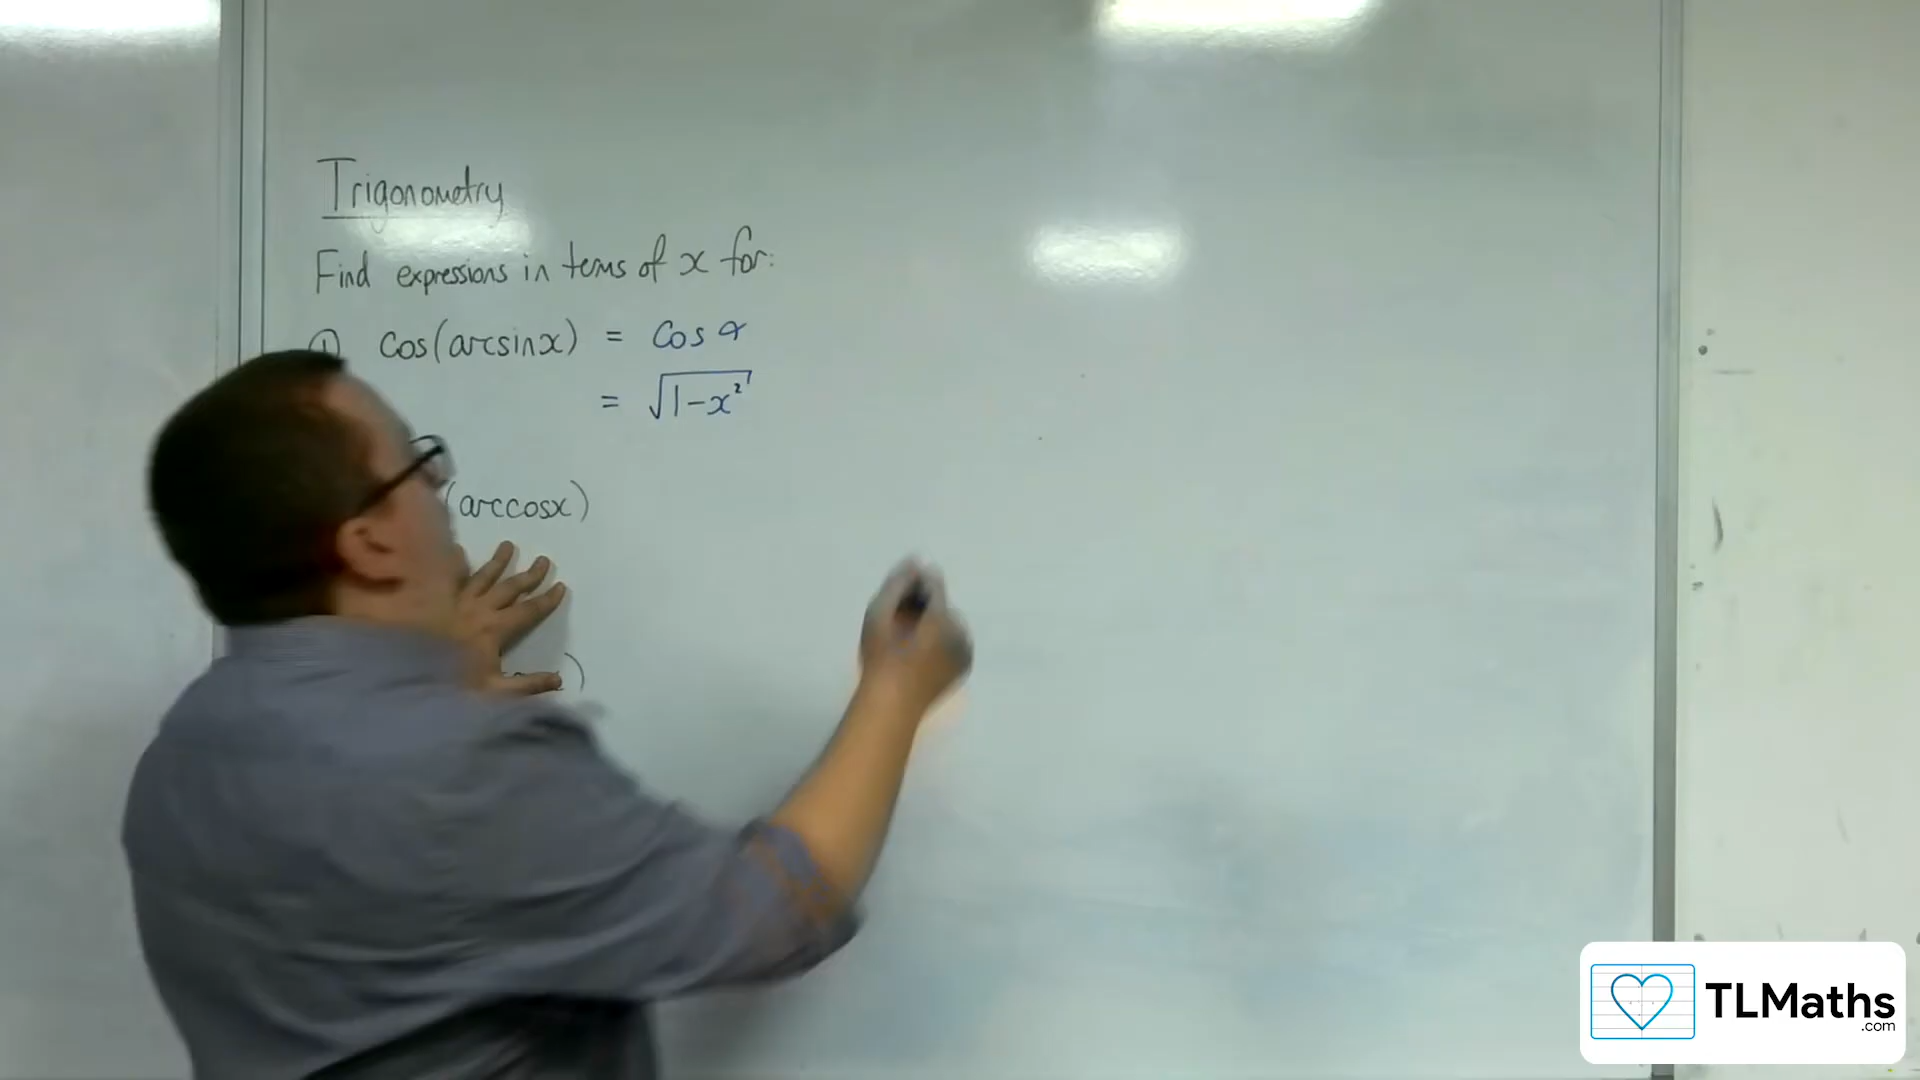 Trigonometry
Find expressions in terms of x for:
① cos(arcsinx) = cos α
= √(1-x²)
(arccosx)
)
TLMaths
.com